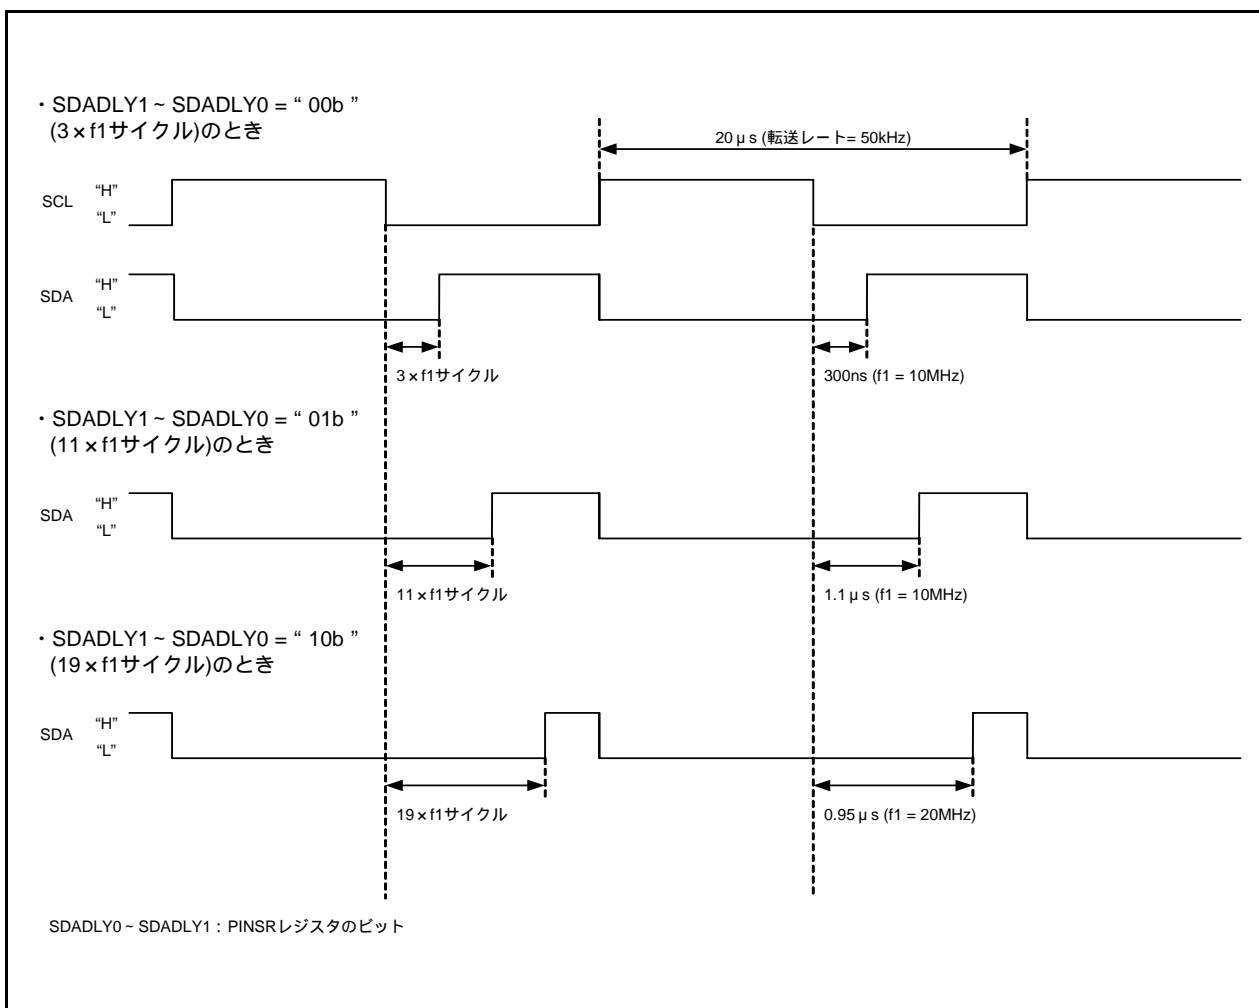 ・SDADLY1 ~ SDADLY0 = “ 00b ”
(3×f1サイクル)のとき
20 μ s (転送レート= 50kHz)
SCL
“H”
“L”
SDA
“H”
“L”
3×f1サイクル
300ns (f1 = 10MHz)
・SDADLY1 ~ SDADLY0 = “ 01b ”
(11×f1サイクル)のとき
SDA
“H”
“L”
11×f1サイクル
1.1 μ s (f1 = 10MHz)
・SDADLY1 ~ SDADLY0 = “ 10b ”
(19×f1サイクル)のとき
SDA
“H”
“L”
19×f1サイクル
0.95 μ s (f1 = 20MHz)
SDADLY0 ~ SDADLY1 : PINSRレジスタのビット